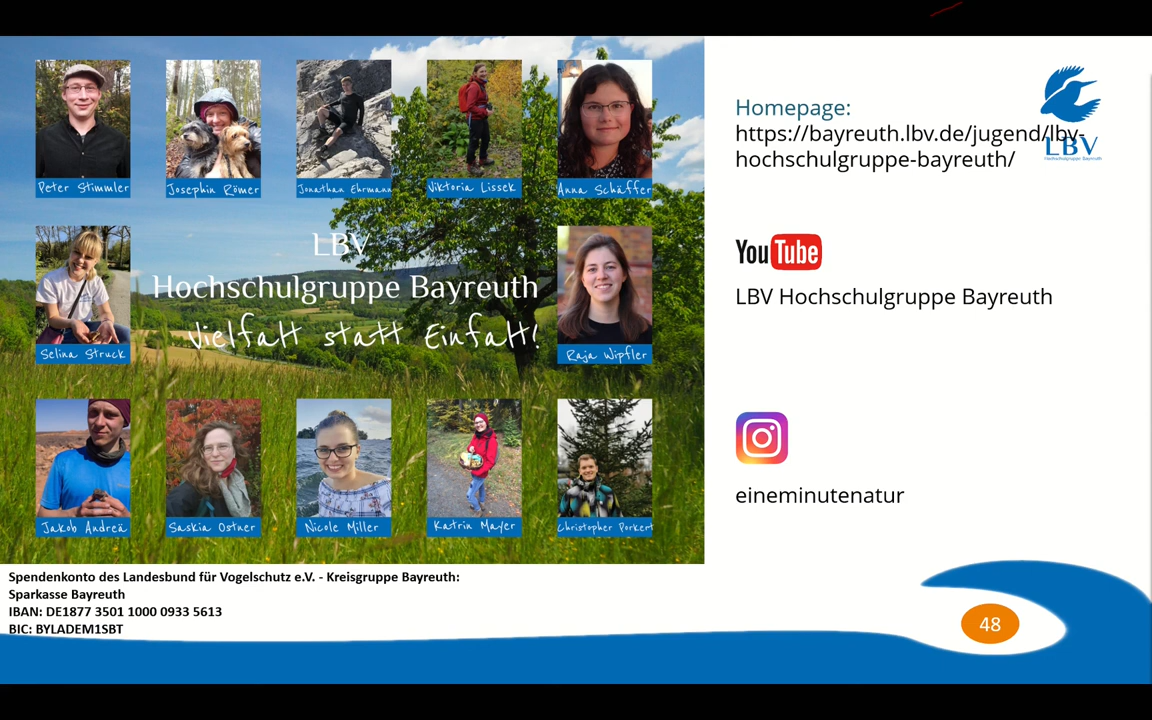 Peter Stimmler
Josephin Römer
Jonathan Ehrmann
Viktoria Lissek
Anna Schäffer
LBV
Hochschulgruppe Bayreuth
Vielfalt statt Einfalt!
Selina Struck
Raja Wipfler
Jakob Andreä
Saskia Ostner
Nicole Miller
Katrin Mayer
Christopher Porkert
Homepage:
https://bayreuth.lbv.de/jugend/lbv-
hochschulgruppe-bayreuth/
LBV
Hochschulgruppe Bayreuth
YouTube
LBV Hochschulgruppe Bayreuth
eineminutenatur
Spendenkonto des Landesbund für Vogelschutz e.V. - Kreisgruppe Bayreuth:
Sparkasse Bayreuth
IBAN: DE1877 3501 1000 0933 5613
BIC: BYLADEM1SBT
48